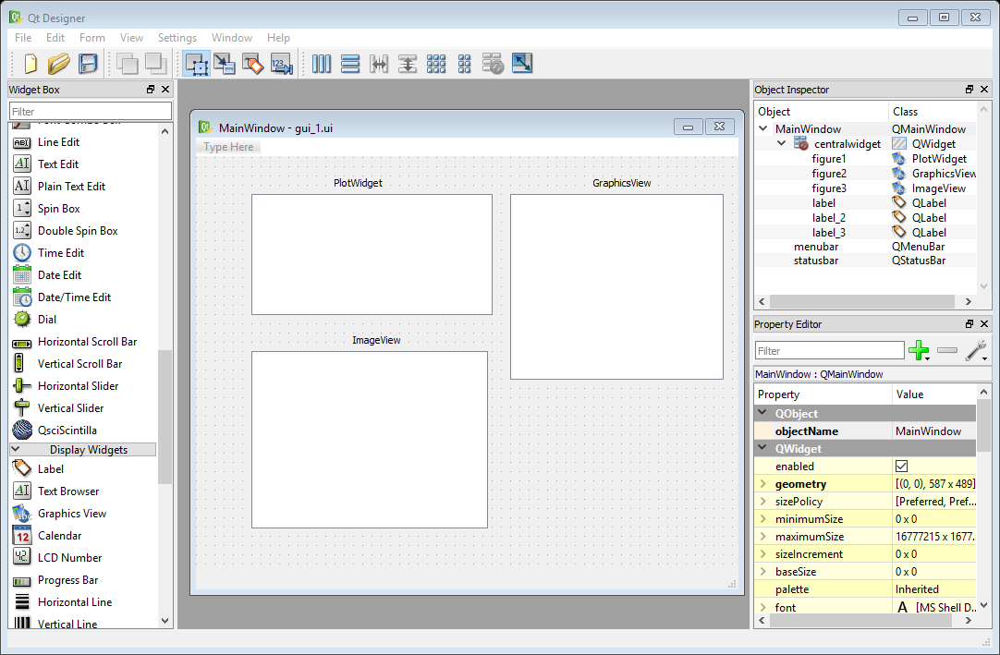 Qt Designer
File Edit Form View Settings Window Help
Widget Box
Filter
Font Combo Box
Line Edit
Text Edit
Plain Text Edit
Spin Box
Double Spin Box
Time Edit
Date Edit
Date/Time Edit
Dial
Horizontal Scroll Bar
Vertical Scroll Bar
Horizontal Slider
Vertical Slider
QsciScintilla
Display Widgets
Label
Text Browser
Graphics View
Calendar
LCD Number
Progress Bar
Horizontal Line
Vertical Line
MainWindow - gui_1.ui
Type Here
PlotWidget
GraphicsView
ImageView
Object Inspector
Object Class
MainWindow QMainWindow
centralwidget QWidget
figure1 PlotWidget
figure2 GraphicsView
figure3 ImageView
label QLabel
label_2 QLabel
label_3 QLabel
menubar QMenuBar
statusbar QStatusBar
Property Editor
Filter
MainWindow : QMainWindow
Property Value
QObject
objectName MainWindow
QWidget
enabled
geometry [(0, 0), 587 x 489]
sizePolicy [Preferred, Pref...
minimumSize 0 x 0
maximumSize 16777215 x 1677...
sizeIncrement 0 x 0
baseSize 0 x 0
palette Inherited
font A [MS Shell D...